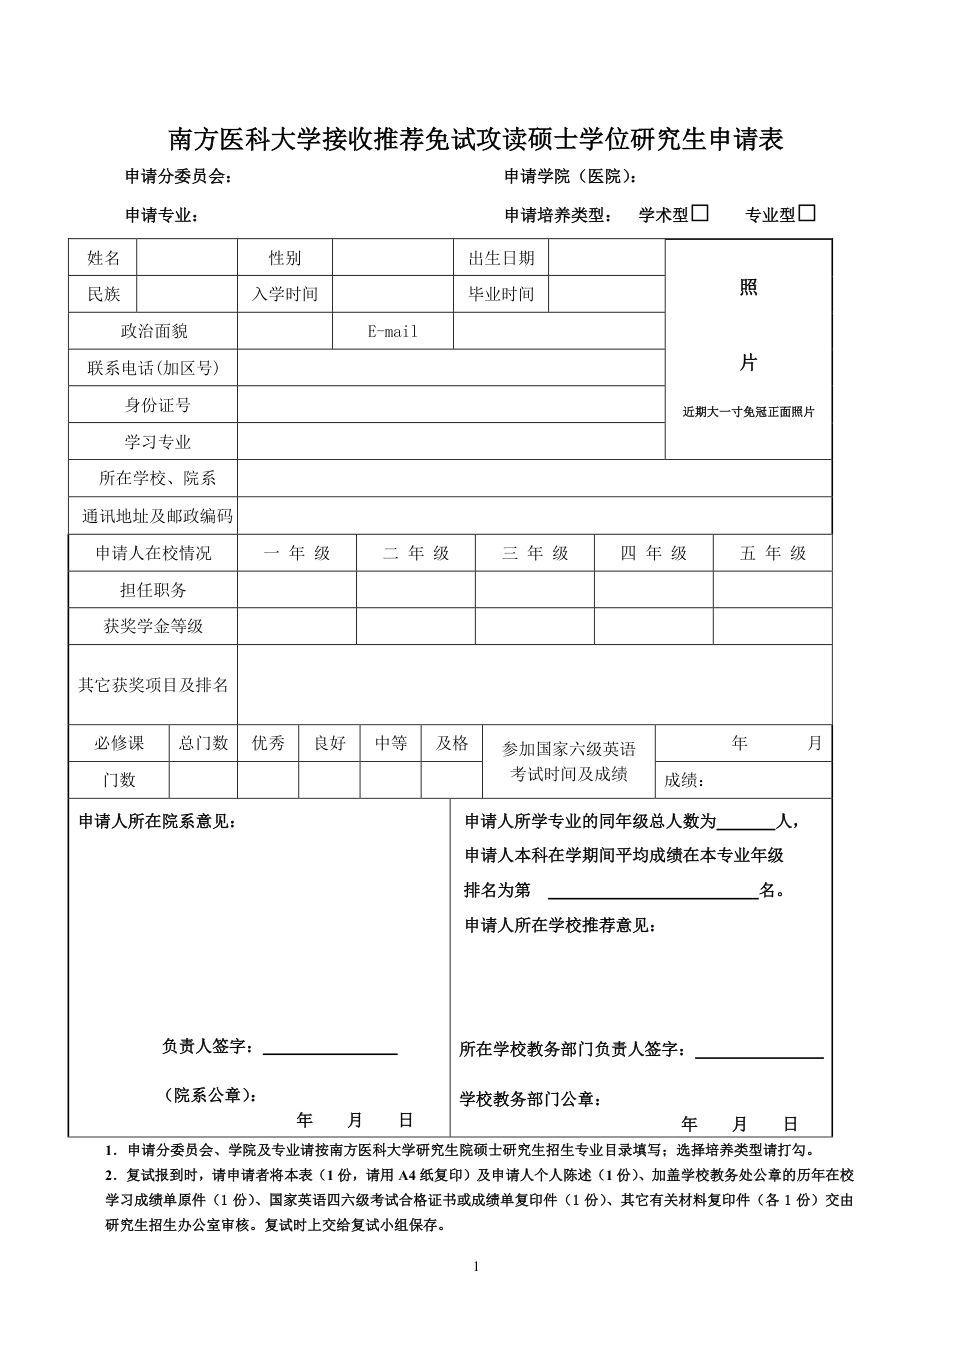 南方医科大学接收推荐免试攻读硕士学位研究生申请表
申请分委员会： 申请学院（医院）：
申请专业： 申请培养类型： 学术型□ 专业型□
姓名 性别 出生日期
民族 入学时间 毕业时间
照
片
近期大一寸免冠正面照片
政治面貌 E-mail
联系电话(加区号)
身份证号
学习专业
所在学校、院系
通讯地址及邮政编码
申请人在校情况 一 年 级 二 年 级 三 年 级 四 年 级 五 年 级
担任职务
获奖学金等级
其它获奖项目及排名
必修课 总门数 优秀 良好 中等 及格
门数
参加国家六级英语
考试时间及成绩
年 月
成绩：
申请人所在院系意见：
负责人签字：
（院系公章）：
年 月 日
申请人所学专业的同年级总人数为______人，
申请人本科在学期间平均成绩在本专业年级
排名为第 ______名。
申请人所在学校推荐意见：
所在学校教务部门负责人签字：
学校教务部门公章：
年 月 日
1．申请分委员会、学院及专业请按南方医科大学研究生院硕士研究生招生专业目录填写；选择培养类型请打勾。
2．复试报到时，请申请者将本表（1 份，请用 A4 纸复印）及申请人个人陈述（1 份）、加盖学校教务处公章的历年在校
学习成绩单原件（1 份）、国家英语四六级考试合格证书或成绩单复印件（1 份）、其它有关材料复印件（各 1 份）交由
研究生招生办公室审核。复试时上交给复试小组保存。
1